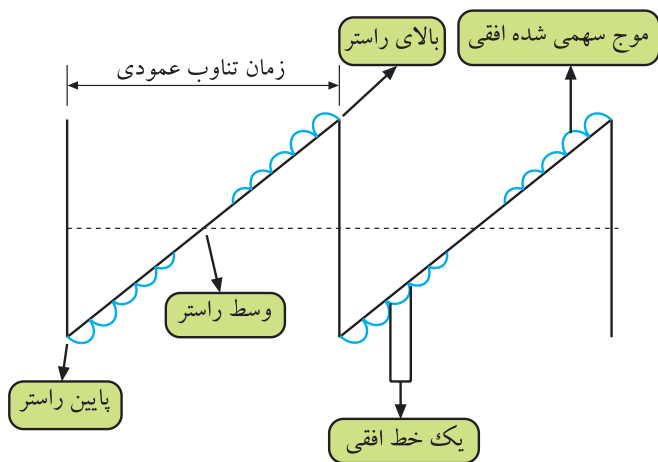 موج سهمی شده افقی
بالای راستر
زمان تناوب عمودی
وسط راستر
پایین راستر
یک خط افقی